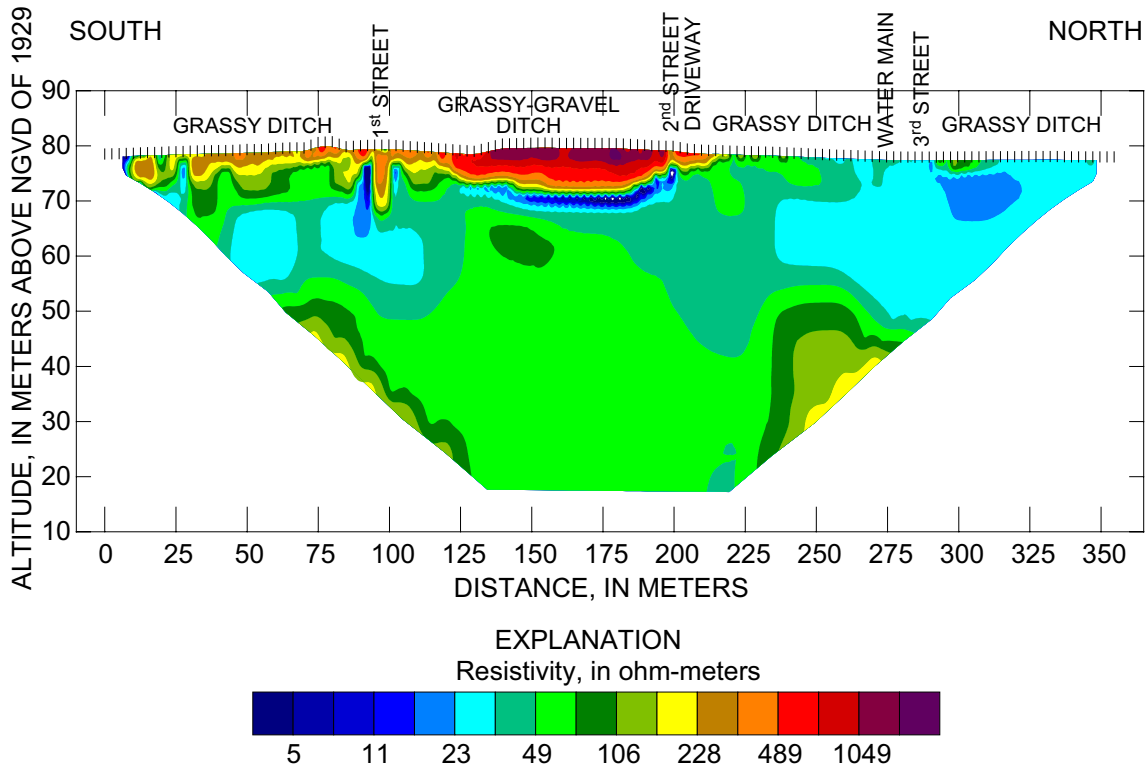 SOUTH
NORTH
1st STREET
2nd STREET
DRIVEWAY
WATER MAIN
3rd STREET
GRASSY DITCH
GRASSY-GRAVEL
DITCH
GRASSY DITCH
GRASSY DITCH
ALTITUDE, IN METERS ABOVE NGVD OF 1929
90
80
70
60
50
40
30
20
10
0 25 50 75 100 125 150 175 200 225 250 275 300 325 350
DISTANCE, IN METERS
EXPLANATION
Resistivity, in ohm-meters
5 11 23 49 106 228 489 1049